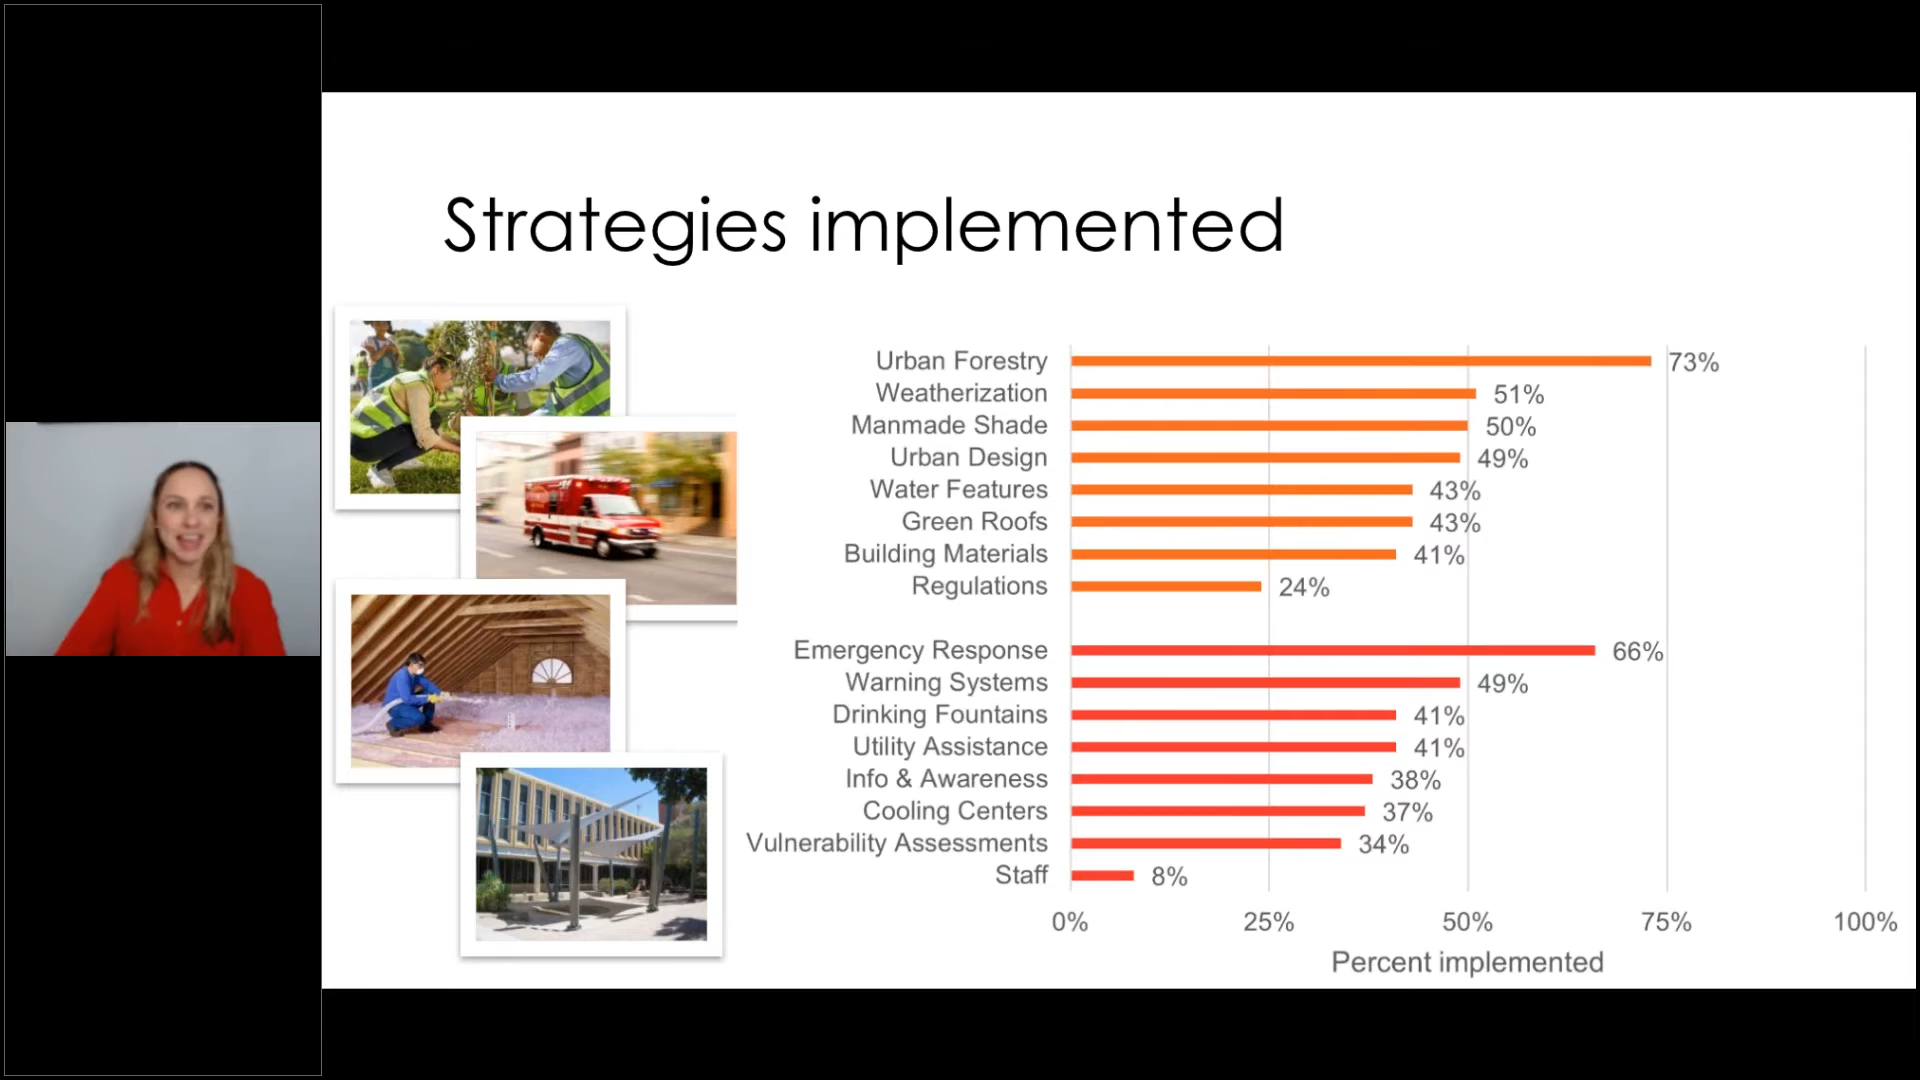 Strategies implemented
Urban Forestry 73%
Weatherization 51%
Manmade Shade 50%
Urban Design 49%
Water Features 43%
Green Roofs 43%
Building Materials 41%
Regulations 24%
Emergency Response 66%
Warning Systems 49%
Drinking Fountains 41%
Utility Assistance 41%
Info & Awareness 38%
Cooling Centers 37%
Vulnerability Assessments 34%
Staff 8%
0% 25% 50% 75% 100%
Percent implemented